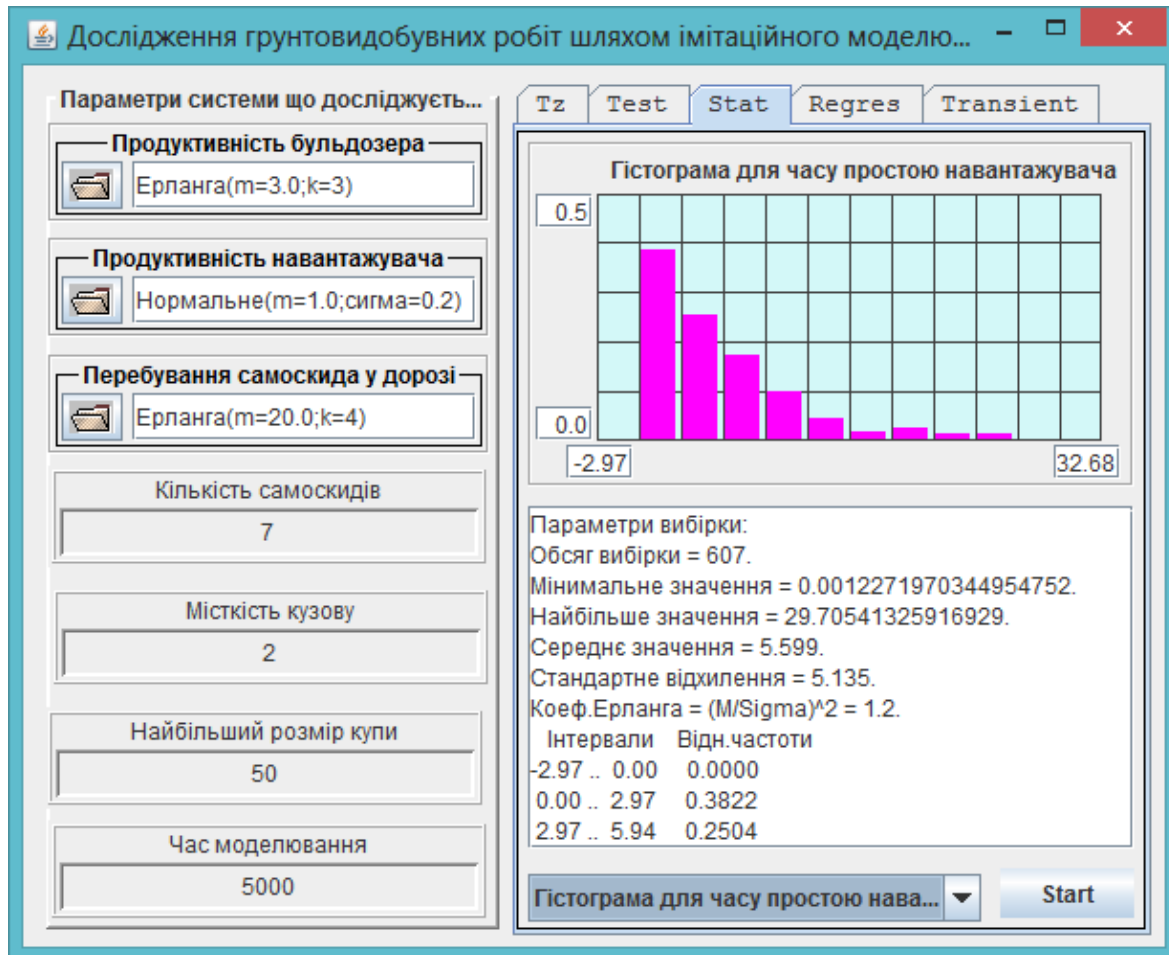 Дослідження грунтовидобувних робіт шляхом імітаційного моделю...
Параметри системи що досліджуєть...
Продуктивність бульдозера
Ерланга(m=3.0;k=3)
Продуктивність навантажувача
Нормальне(m=1.0;сигма=0.2)
Перебування самоскида у дорозі
Ерланга(m=20.0;k=4)
Кількість самоскидів
7
Місткість кузову
2
Найбільший розмір купи
50
Час моделювання
5000
Tz Test Stat Regres Transient
Гістограма для часу простою навантажувача
0.5
0.0
-2.97 32.68
Параметри вибірки:
Обсяг вибірки = 607.
Мінимальне значення = 0.0012271970344954752.
Найбільше значення = 29.70541325916929.
Середнє значення = 5.599.
Стандартне відхилення = 5.135.
Коеф.Ерланга = (M/Sigma)^2 = 1.2.
Інтервали Відн.частоти
-2.97 .. 0.00 0.0000
0.00 .. 2.97 0.3822
2.97 .. 5.94 0.2504
Гістограма для часу простою нава...
Start